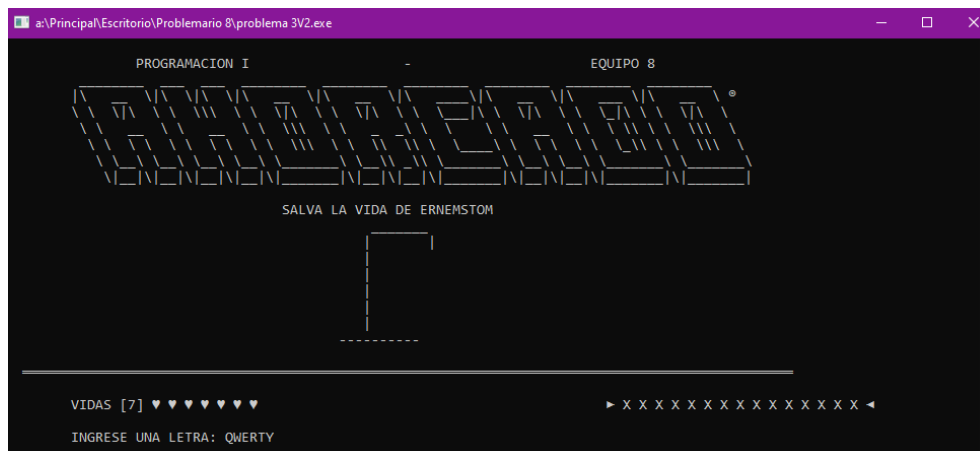 a:\Principal\Escritorio\Problemario 8\problema 3V2.exe
PROGRAMACION I - EQUIPO 8
AHORCADO ®
SALVA LA VIDA DE ERNEMSTOM
VIDAS [7] ♥ ♥ ♥ ♥ ♥ ♥ ♥ ► X X X X X X X X X X X X X X X ◄
INGRESE UNA LETRA: QWERTY